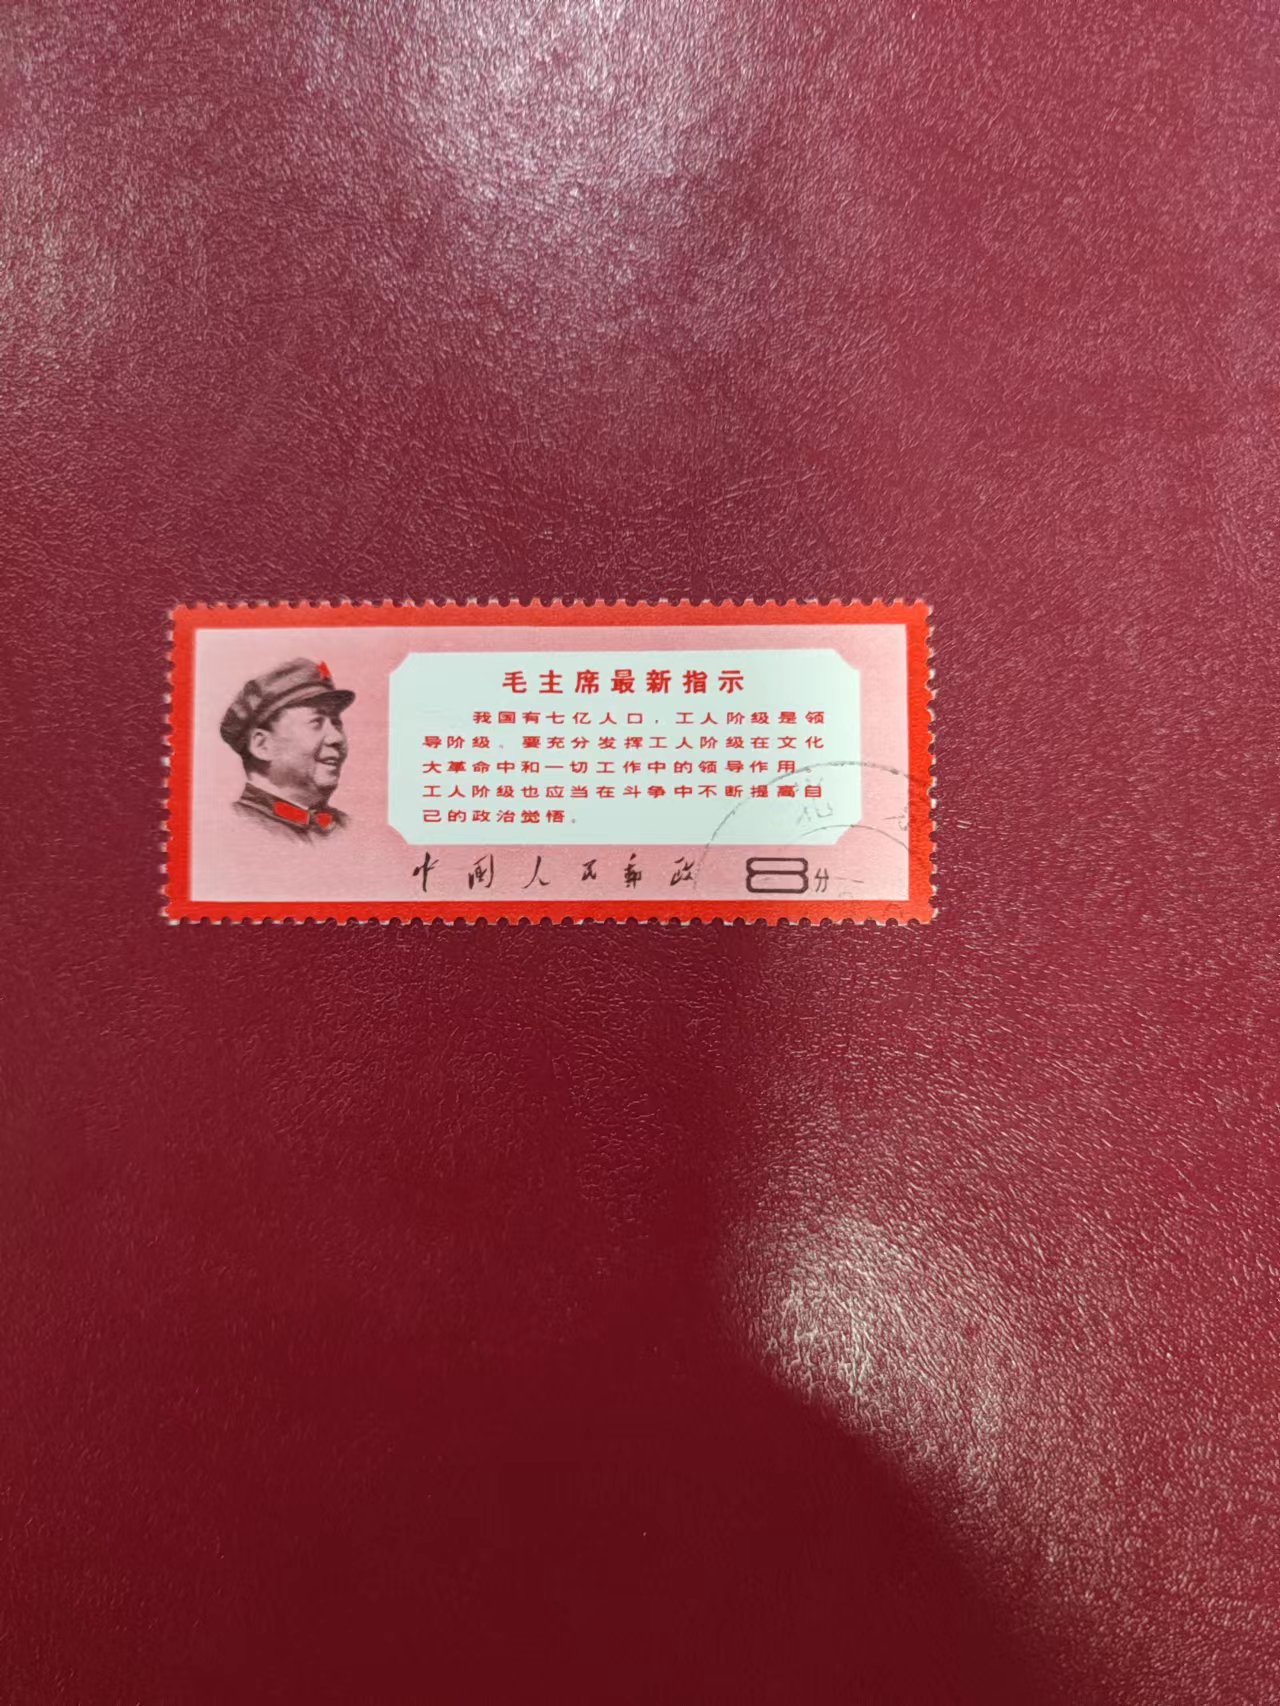 毛主席最新指示
我国有七亿人口，工人阶级是领
导阶级。要充分发挥工人阶级在文化
大革命中和一切工作中的领导作用。
工人阶级也应当在斗争中不断提高自
己的政治觉悟。
中国人民邮政
8分